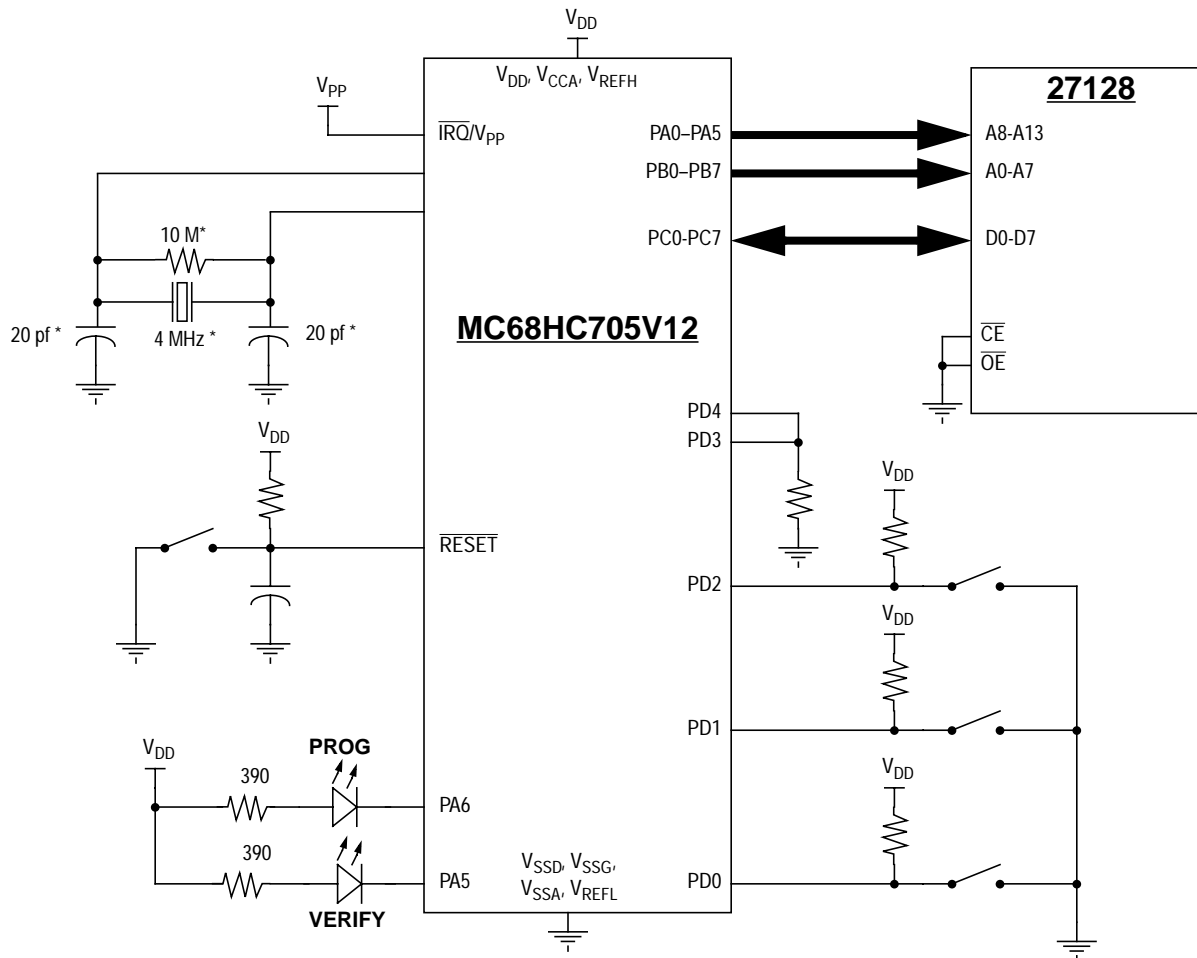 VDD
VDD, VCCA, VREFH
27128
VPP
IRQ/VPP
PA0–PA5
A8-A13
PB0–PB7
A0-A7
10 M*
PC0-PC7
D0-D7
MC68HC705V12
20 pf *
4 MHz *
20 pf *
CE
OE
PD4
PD3
VDD
VDD
RESET
PD2
VDD
PD1
VDD
PROG
VDD
390
PA6
390
VSSD, VSSG,
VSSA, VREFL
PA5
PD0
VERIFY